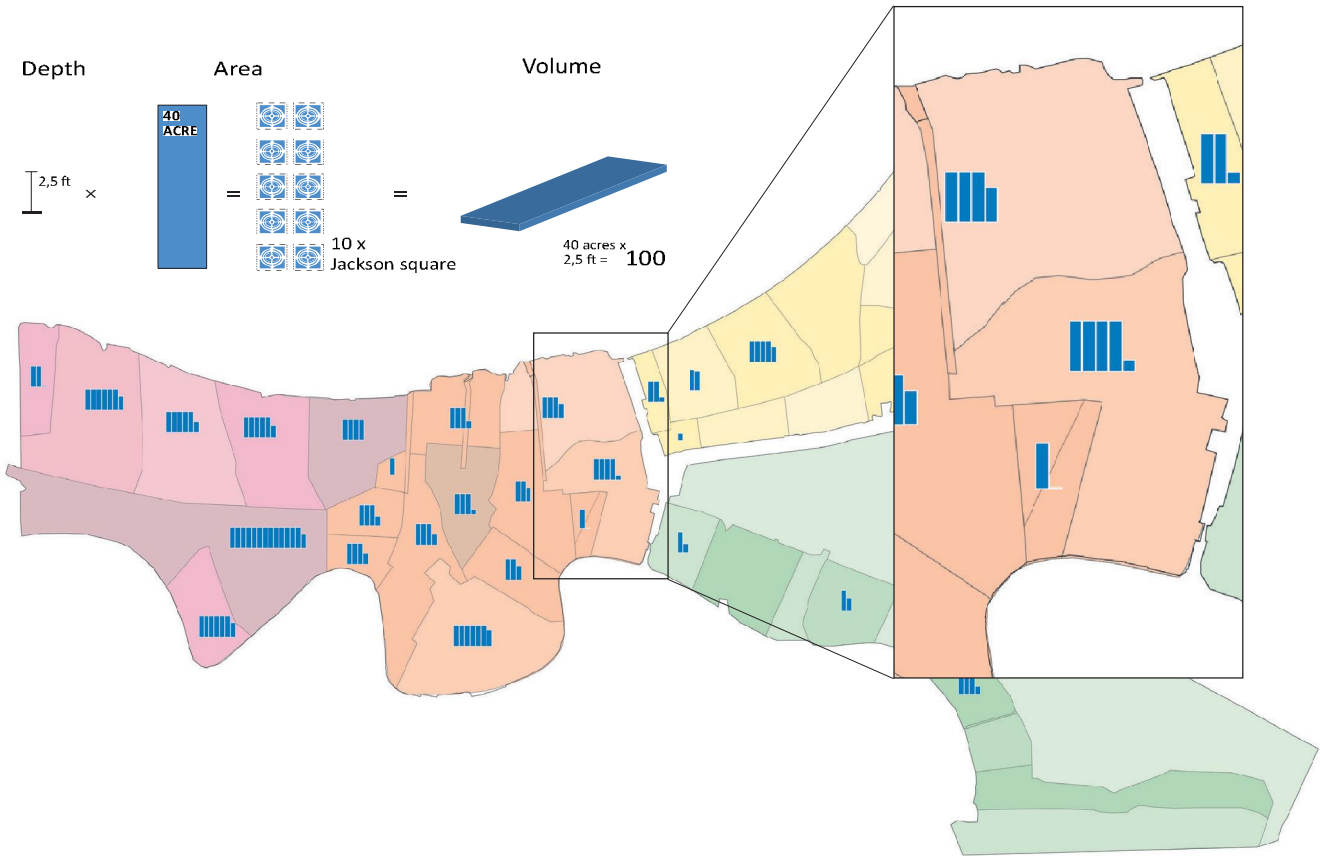 Depth
Area
Volume
40
ACRE
2,5 ft
×
=
=
10 x
Jackson square
40 acres x
2,5 ft =
100